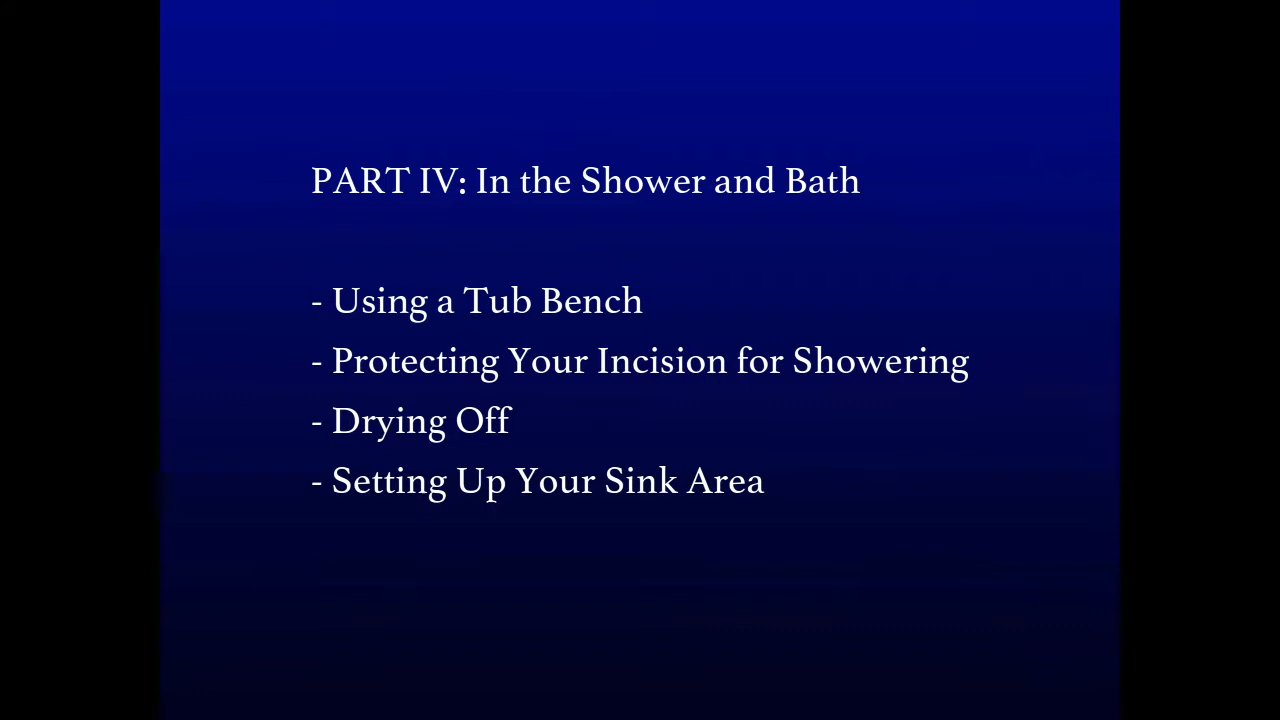 PART IV: In the Shower and Bath
- Using a Tub Bench
- Protecting Your Incision for Showering
- Drying Off
- Setting Up Your Sink Area